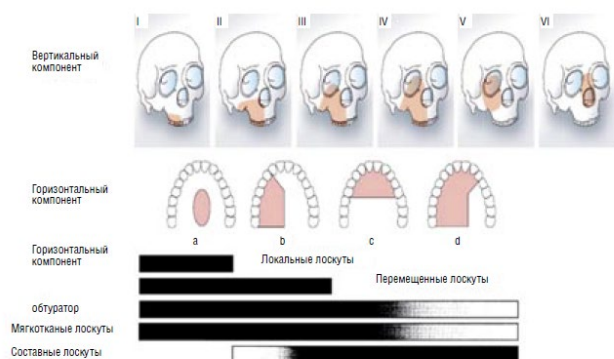 I II III IV V VI
Вертикальный
компонент
Горизонтальный
компонент
a b c d
Горизонтальный
компонент
Локальные лоскуты
Перемещенные лоскуты
обтуратор
Мягкотканые лоскуты
Составные лоскуты